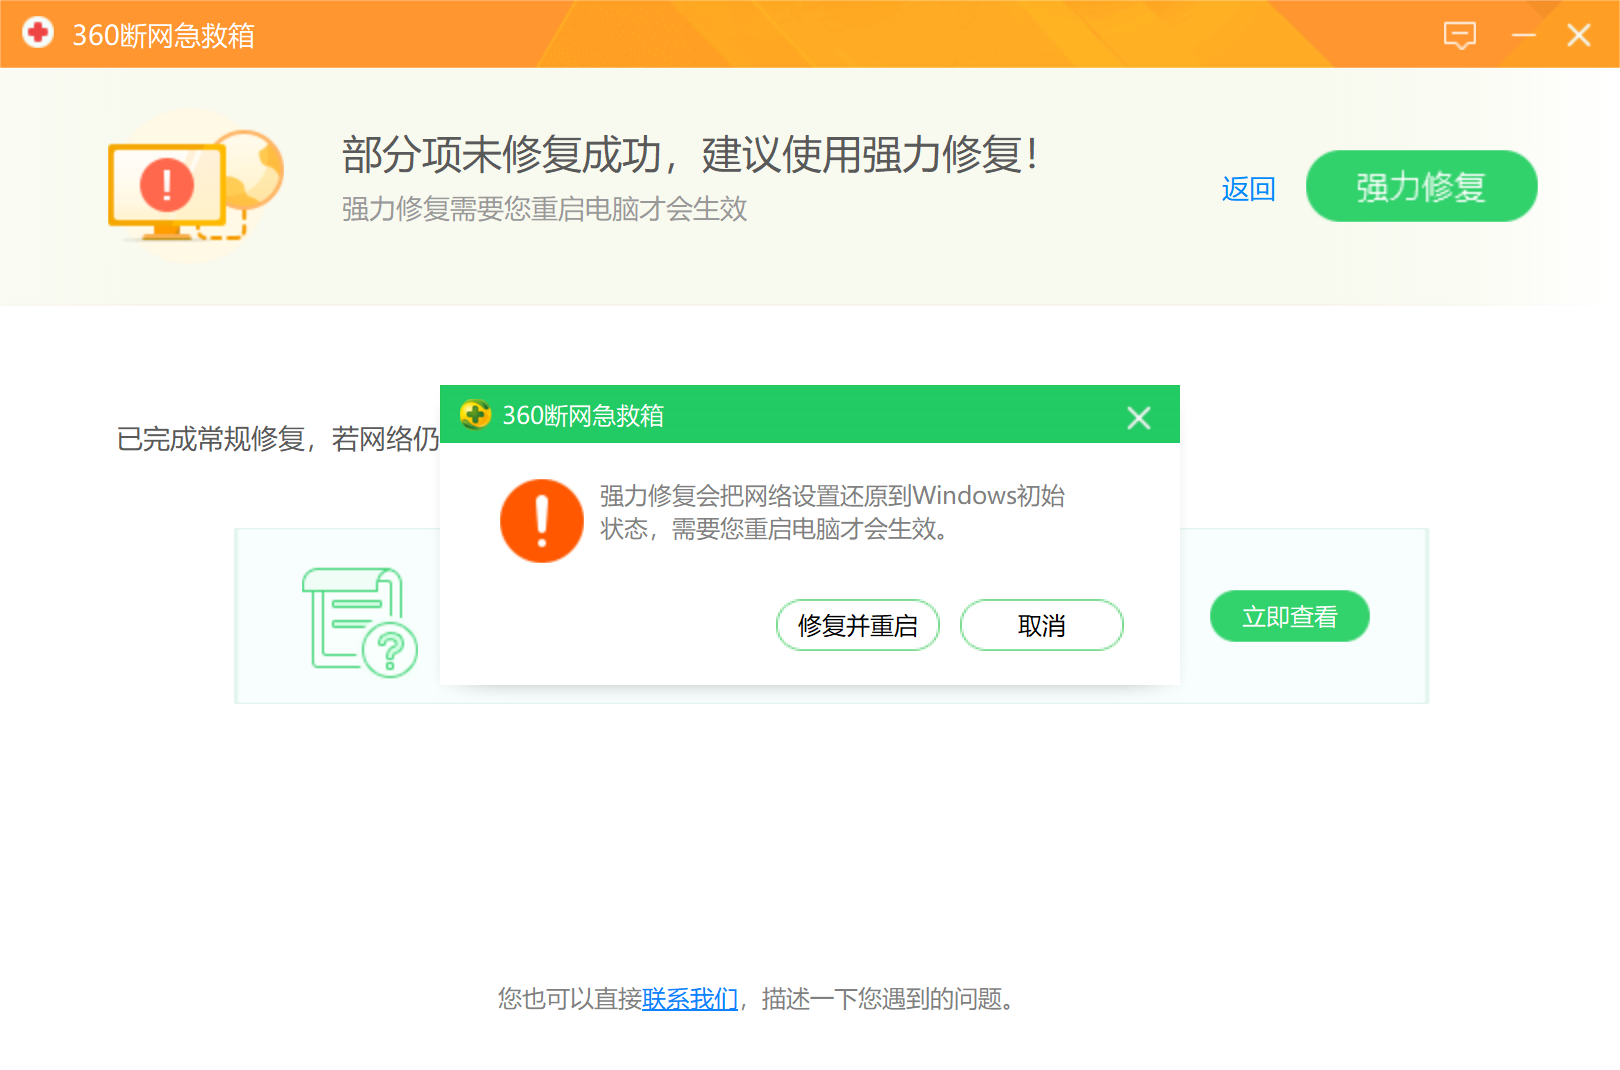 360断网急救箱
部分项未修复成功，建议使用强力修复！
强力修复需要您重启电脑才会生效
返回
强力修复
已完成常规修复，若网络仍
360断网急救箱
强力修复会把网络设置还原到Windows初始
状态，需要您重启电脑才会生效。
修复并重启
取消
立即查看
您也可以直接联系我们，描述一下您遇到的问题。